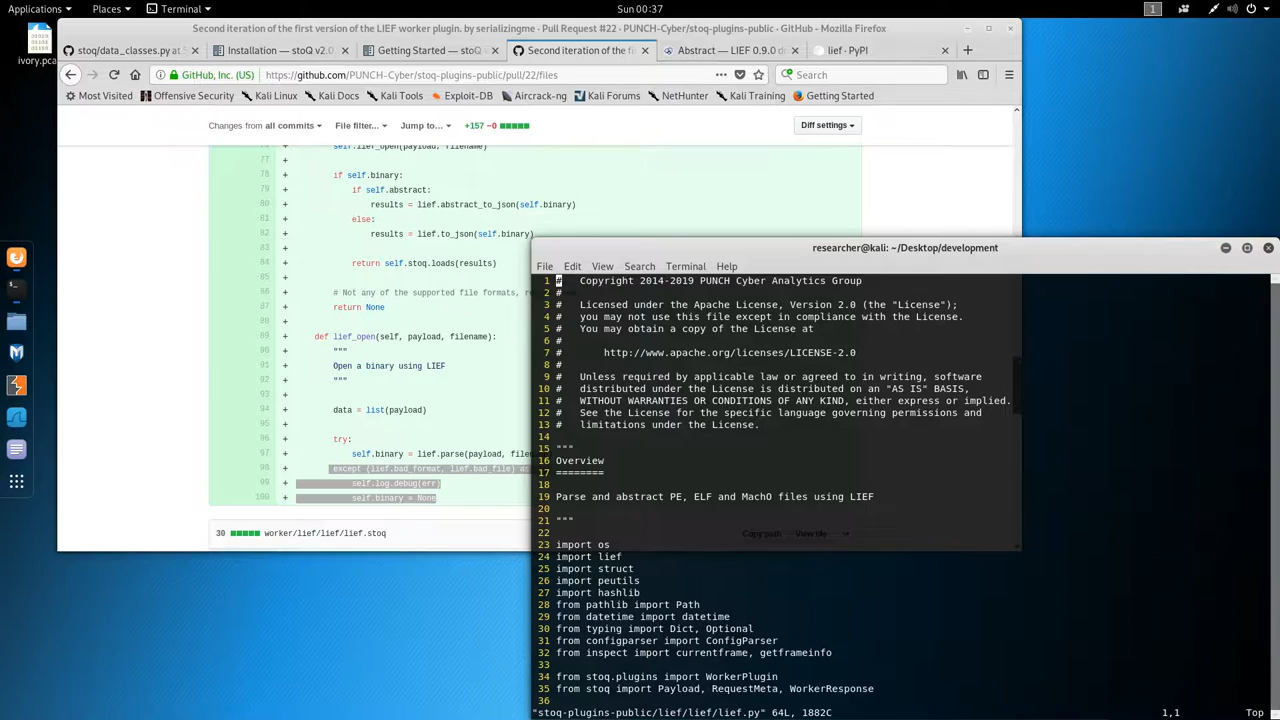 Applications
Places
Terminal
Sun 00:37
1
ivory.pca
Second iteration of the first version of the LIEF worker plugin. by serializingme · Pull Request #22 · PUNCH-Cyber/stoq-plugins-public · GitHub - Mozilla Firefox
stoq/data_classes.py at
Installation — stoQ v2.0
Getting Started — stoQ
Second iteration of the fi
Abstract — LIEF 0.9.0 d
lief · PyPI
GitHub, Inc. (US)
https://github.com/PUNCH-Cyber/stoq-plugins-public/pull/22/files
Search
Most Visited
Offensive Security
Kali Linux
Kali Docs
Kali Tools
Exploit-DB
Aircrack-ng
Kali Forums
NetHunter
Kali Training
Getting Started
Changes from all commits
File filter...
Jump to...
+157 −0
Diff settings
76 + self.lief_open(payload, filename)
77 +
78 + if self.binary:
79 + if self.abstract:
80 + results = lief.abstract_to_json(self.binary)
81 + else:
82 + results = lief.to_json(self.binary)
83 +
84 + return self.stoq.loads(results)
85 +
86 + # Not any of the supported file formats, re
87 + return None
88 +
89 + def lief_open(self, payload, filename):
90 + """
91 + Open a binary using LIEF
92 + """
93 +
94 + data = list(payload)
95 +
96 + try:
97 + self.binary = lief.parse(payload, filename
98 + except (lief.bad_format, lief.bad_file) as
99 + self.log.debug(err)
100 + self.binary = None
30 worker/lief/lief/lief.stoq
Copy path
View file
researcher@kali: ~/Desktop/development
File Edit View Search Terminal Help
1 # Copyright 2014-2019 PUNCH Cyber Analytics Group
2 #
3 # Licensed under the Apache License, Version 2.0 (the "License");
4 # you may not use this file except in compliance with the License.
5 # You may obtain a copy of the License at
6 #
7 # http://www.apache.org/licenses/LICENSE-2.0
8 #
9 # Unless required by applicable law or agreed to in writing, software
10 # distributed under the License is distributed on an "AS IS" BASIS,
11 # WITHOUT WARRANTIES OR CONDITIONS OF ANY KIND, either express or implied.
12 # See the License for the specific language governing permissions and
13 # limitations under the License.
14
15 """
16 Overview
17 ========
18
19 Parse and abstract PE, ELF and MachO files using LIEF
20
21 """
22
23 import os
24 import lief
25 import struct
26 import peutils
27 import hashlib
28 from pathlib import Path
29 from datetime import datetime
30 from typing import Dict, Optional
31 from configparser import ConfigParser
32 from inspect import currentframe, getframeinfo
33
34 from stoq.plugins import WorkerPlugin
35 from stoq import Payload, RequestMeta, WorkerResponse
36
"stoq-plugins-public/lief/lief/lief.py" 64L, 1882C
1,1
Top